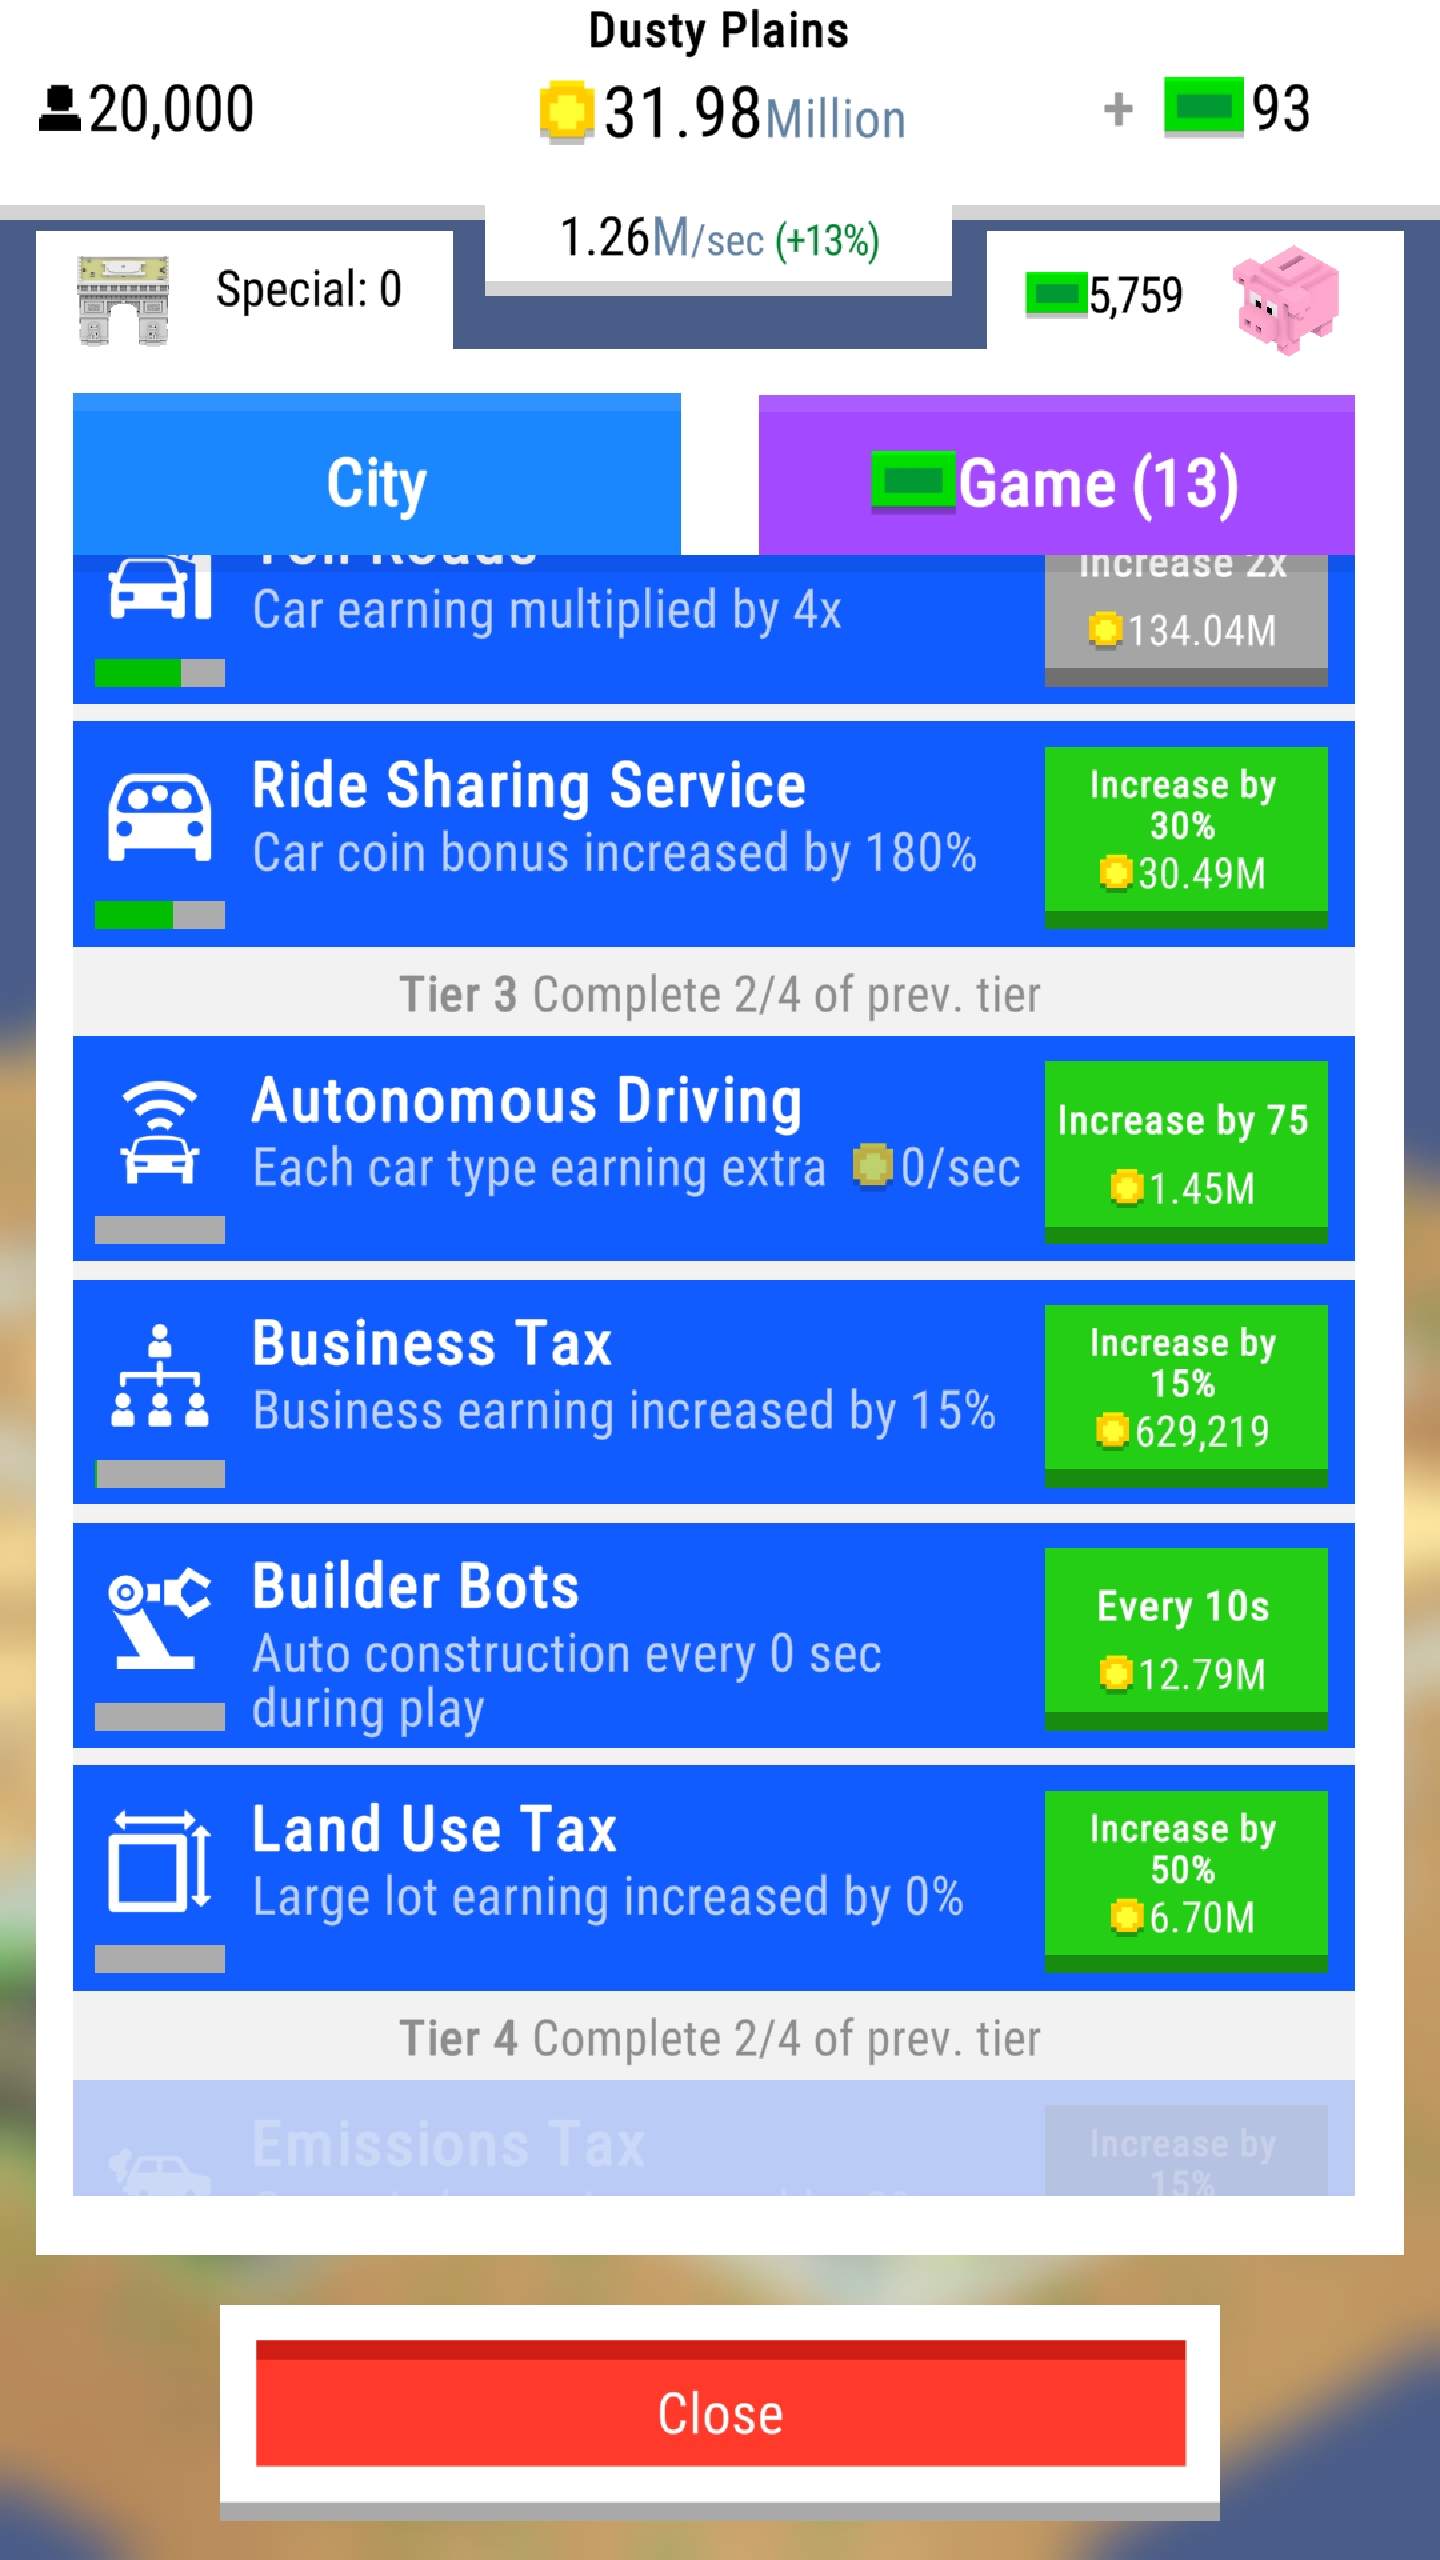 Dusty Plains
20,000
31.98Million
+ 93
1.26M/sec (+13%)
Special: 0
5,759
City
Game (13)
Toll Roads
Car earning multiplied by 4x
Increase 2x
134.04M
Ride Sharing Service
Car coin bonus increased by 180%
Increase by
30%
30.49M
Tier 3 Complete 2/4 of prev. tier
Autonomous Driving
Each car type earning extra 0/sec
Increase by 75
1.45M
Business Tax
Business earning increased by 15%
Increase by
15%
629,219
Builder Bots
Auto construction every 0 sec
during play
Every 10s
12.79M
Land Use Tax
Large lot earning increased by 0%
Increase by
50%
6.70M
Tier 4 Complete 2/4 of prev. tier
Emissions Tax
Increase by
15%
Close